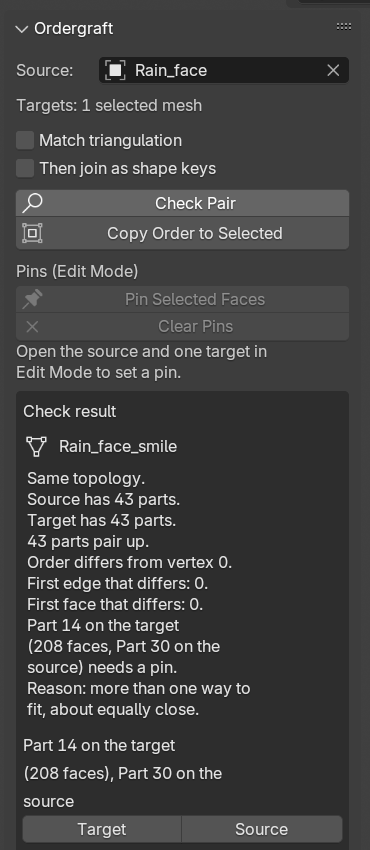 Ordergraft
Source: Rain_face
Targets: 1 selected mesh
Match triangulation
Then join as shape keys
Check Pair
Copy Order to Selected
Pins (Edit Mode)
Pin Selected Faces
Clear Pins
Open the source and one target in
Edit Mode to set a pin.
Check result
Rain_face_smile
Same topology.
Source has 43 parts.
Target has 43 parts.
43 parts pair up.
Order differs from vertex 0.
First edge that differs: 0.
First face that differs: 0.
Part 14 on the target
(208 faces, Part 30 on the
source) needs a pin.
Reason: more than one way to
fit, about equally close.
Part 14 on the target
(208 faces), Part 30 on the
source
Target Source